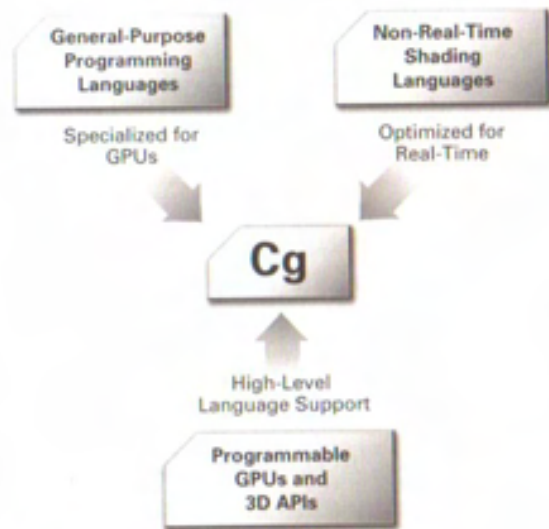 General-Purpose
Programming
Languages
Non-Real-Time
Shading
Languages
Specialized for
GPUs
Optimized for
Real-Time
Cg
High-Level
Language Support
Programmable
GPUs and
3D APIs